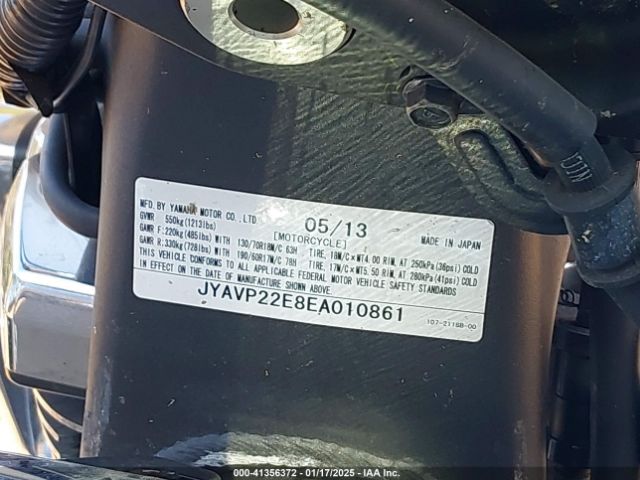 MFD.BY YAMAHA MOTOR CO.,LTD 05/13 MADE IN JAPAN
GVWR 550kg(1213lbs) [MOTORCYCLE]
GAWR F:220kg(485lbs)WITH 130/70R18M/C 63H TIRE, 18M/C×MT4.00 RIM, AT 250kPa(36psi)COLD
GAWR R:330kg(728lbs)WITH 190/60R17M/C 78H TIRE, 17M/C×MT5.50 RIM, AT 280kPa(41psi)COLD
THIS VEHICLE CONFORMS TO ALL APPLICABLE FEDERAL MOTOR VEHICLE SAFETY STANDARDS
IN EFFECT ON THE DATE OF MANUFACTURE SHOWN ABOVE.
JYAVP22E8EA010861
1D7-2116B-00
000-41356372 | 01/17/2025 | IAA Inc.